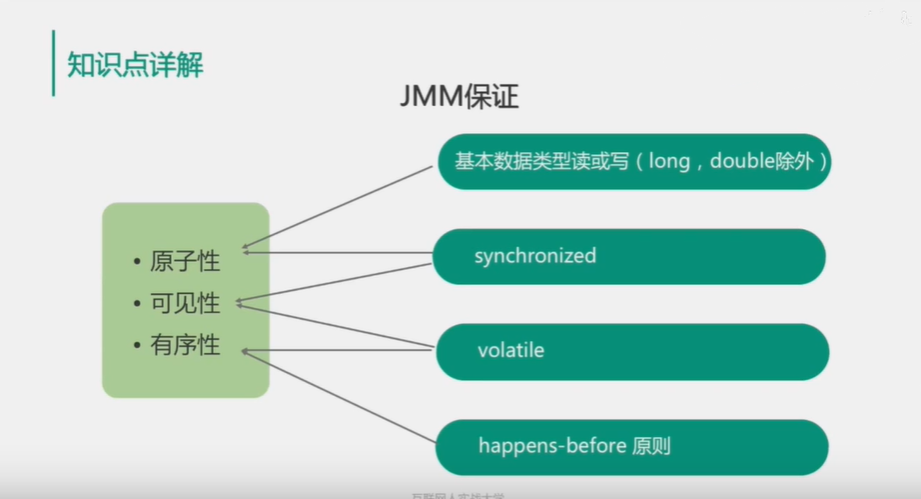 知识点详解
JMM保证
基本数据类型读或写（long，double除外）
• 原子性
• 可见性
• 有序性
synchronized
volatile
happens-before 原则